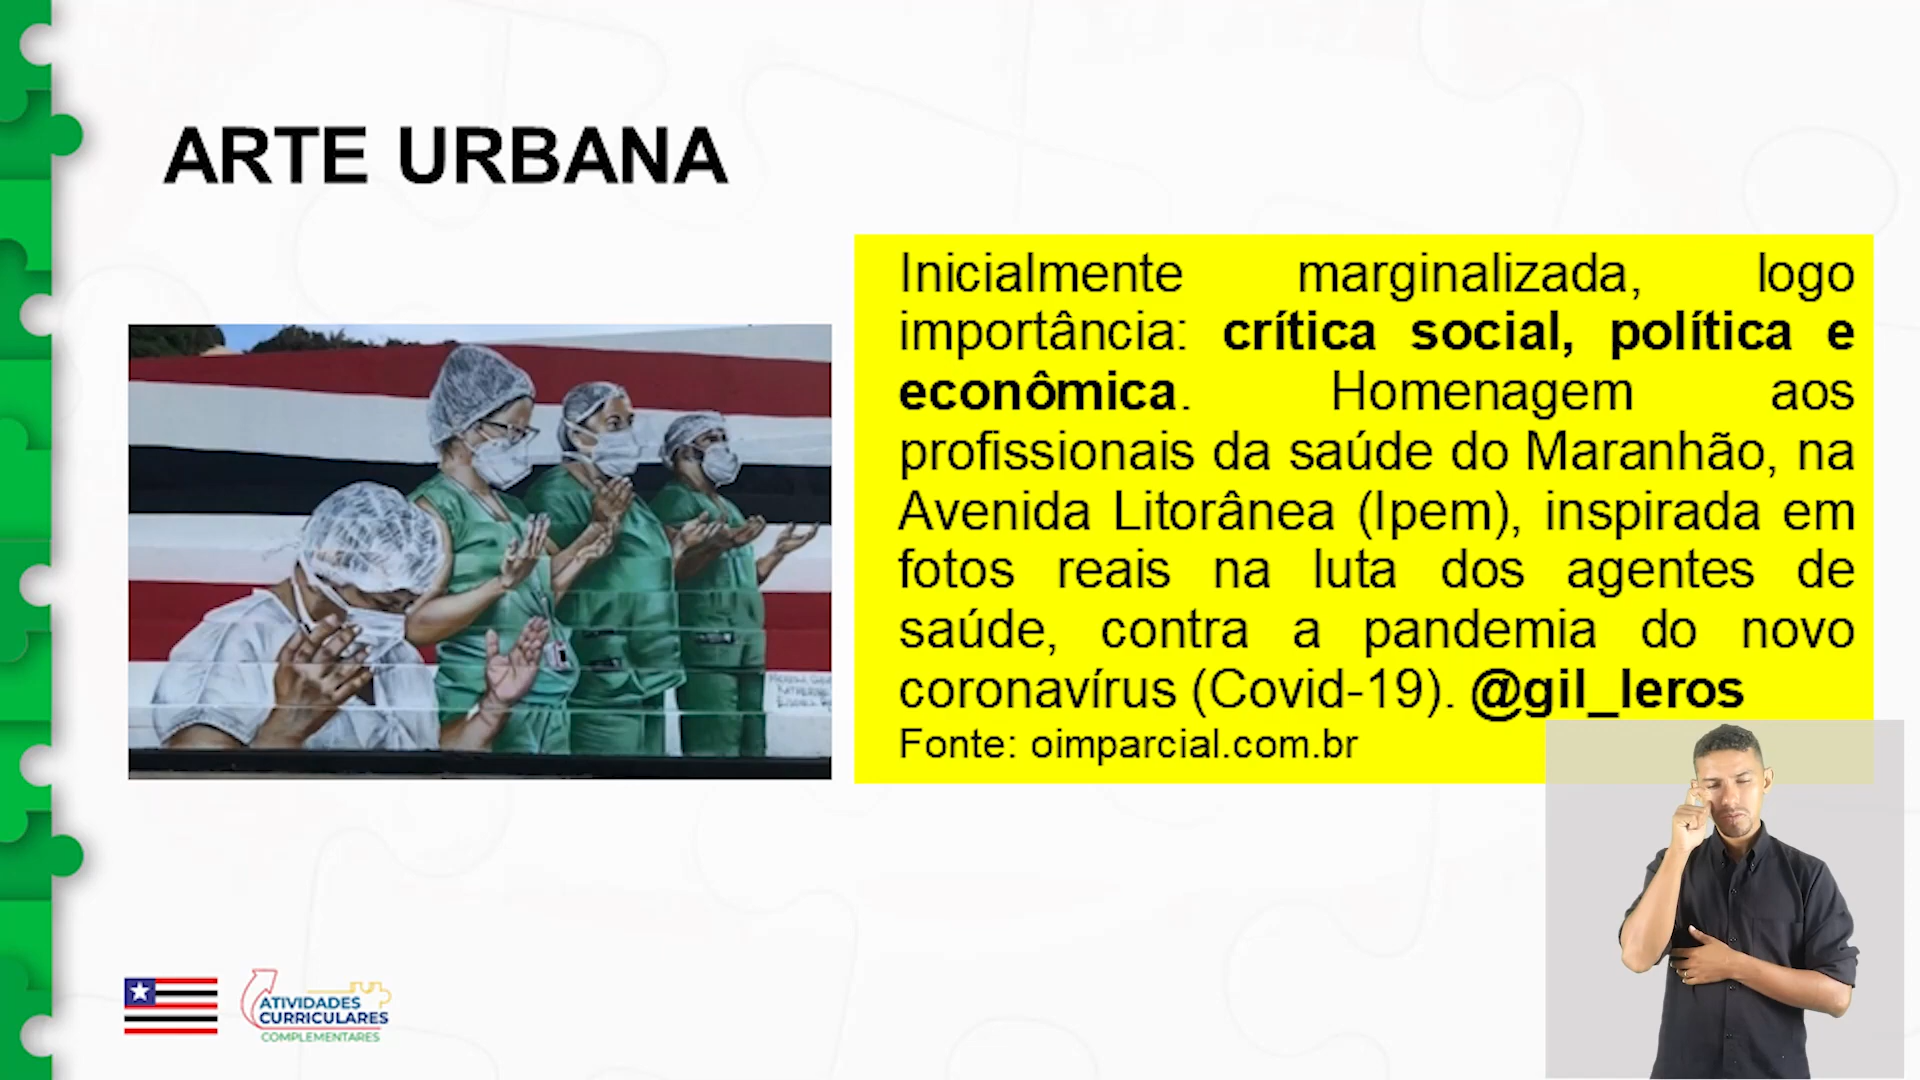 ARTE URBANA
Inicialmente marginalizada, logo
importância: crítica social, política e
econômica. Homenagem aos
profissionais da saúde do Maranhão, na
Avenida Litorânea (Ipem), inspirada em
fotos reais na luta dos agentes de
saúde, contra a pandemia do novo
coronavírus (Covid-19). @gil_leros
Fonte: oimparcial.com.br
ATIVIDADES
CURRICULARES
COMPLEMENTARES